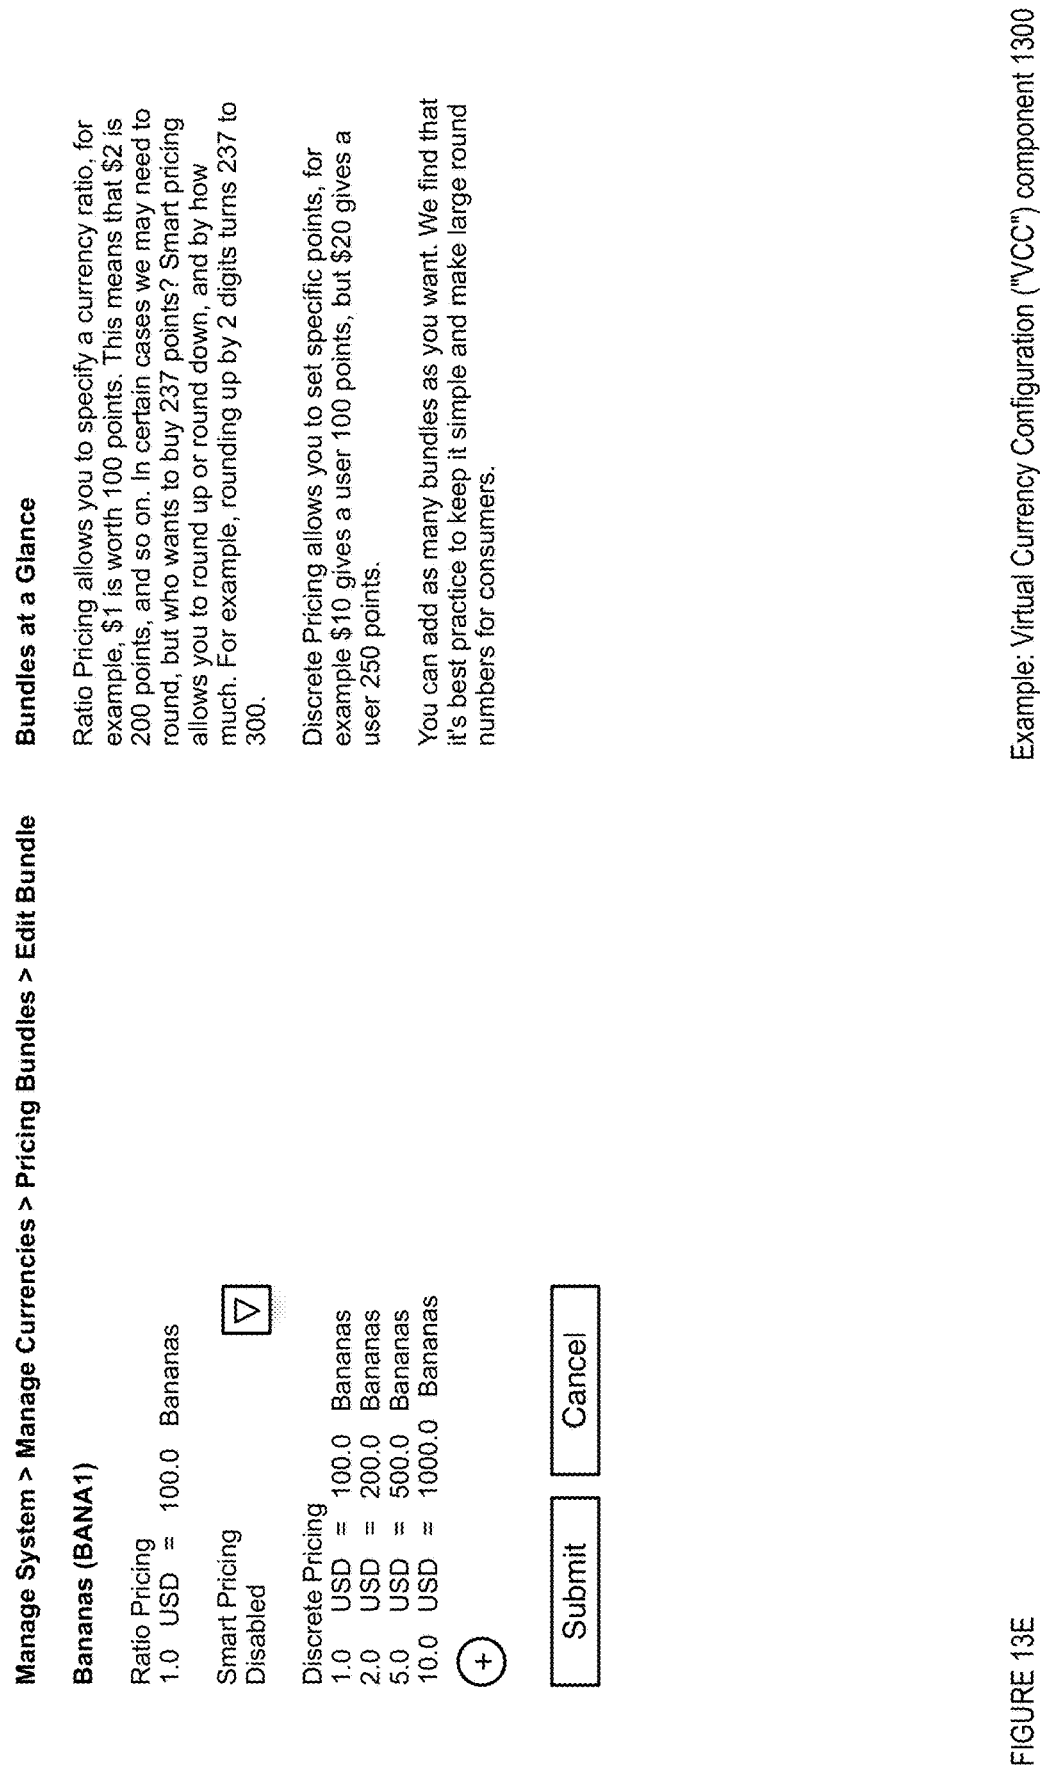 Manage System > Manage Currencies > Pricing Bundles > Edit Bundle
Bananas (BANA1)
Ratio Pricing
1.0 USD = 100.0 Bananas
Smart Pricing
Disabled
Discrete Pricing
1.0 USD = 100.0 Bananas
2.0 USD = 200.0 Bananas
5.0 USD = 500.0 Bananas
10.0 USD = 1000.0 Bananas
+
Submit
Cancel
Bundles at a Glance
Ratio Pricing allows you to specify a currency ratio, for
example, $1 is worth 100 points. This means that $2 is
200 points, and so on. In certain cases we may need to
round, but who wants to buy 237 points? Smart pricing
allows you to round up or round down, and by how
much. For example, rounding up by 2 digits turns 237 to
300.
Discrete Pricing allows you to set specific points, for
example $10 gives a user 100 points, but $20 gives a
user 250 points.
You can add as many bundles as you want. We find that
it's best practice to keep it simple and make large round
numbers for consumers.
FIGURE 13E
Example: Virtual Currency Configuration ("VCC") component 1300